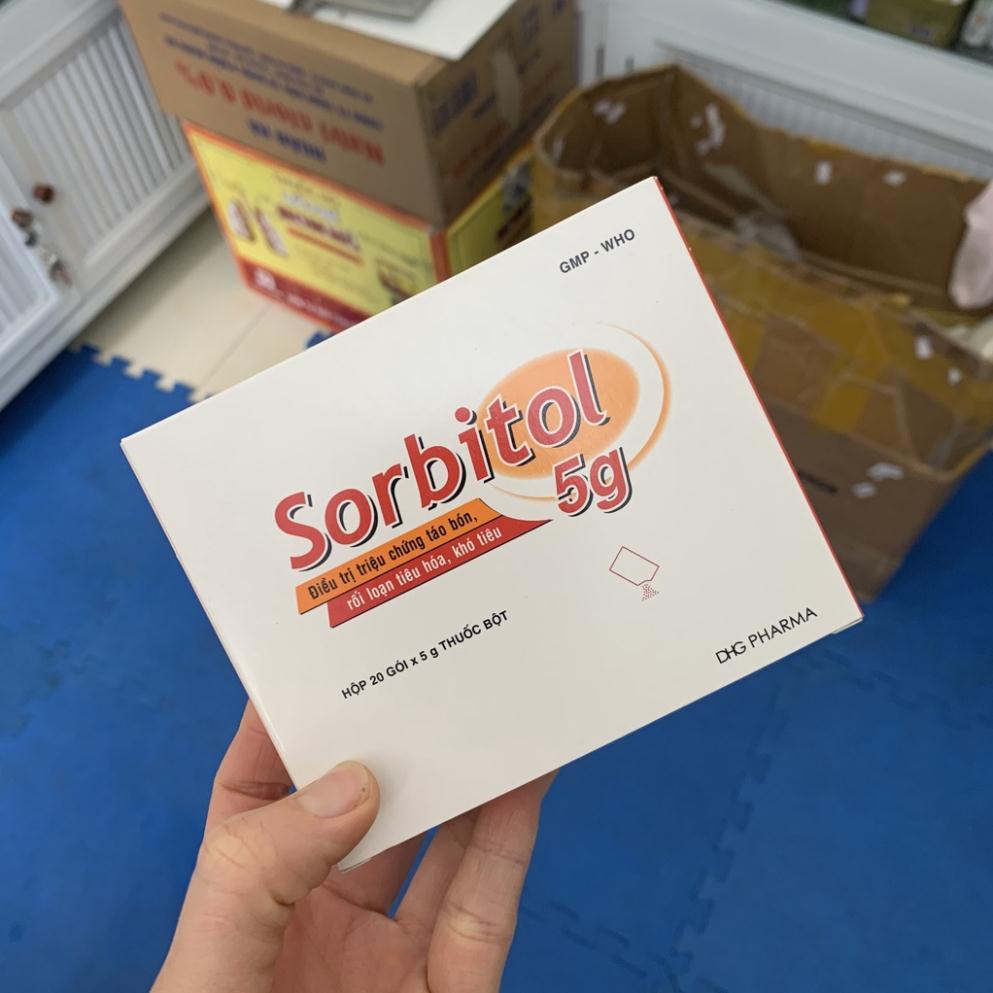 GMP - WHO
Sorbitol
5g
Điều trị triệu chứng táo bón,
rối loạn tiêu hóa, khó tiêu
HỘP 20 GÓI x 5 g THUỐC BỘT
DHG PHARMA